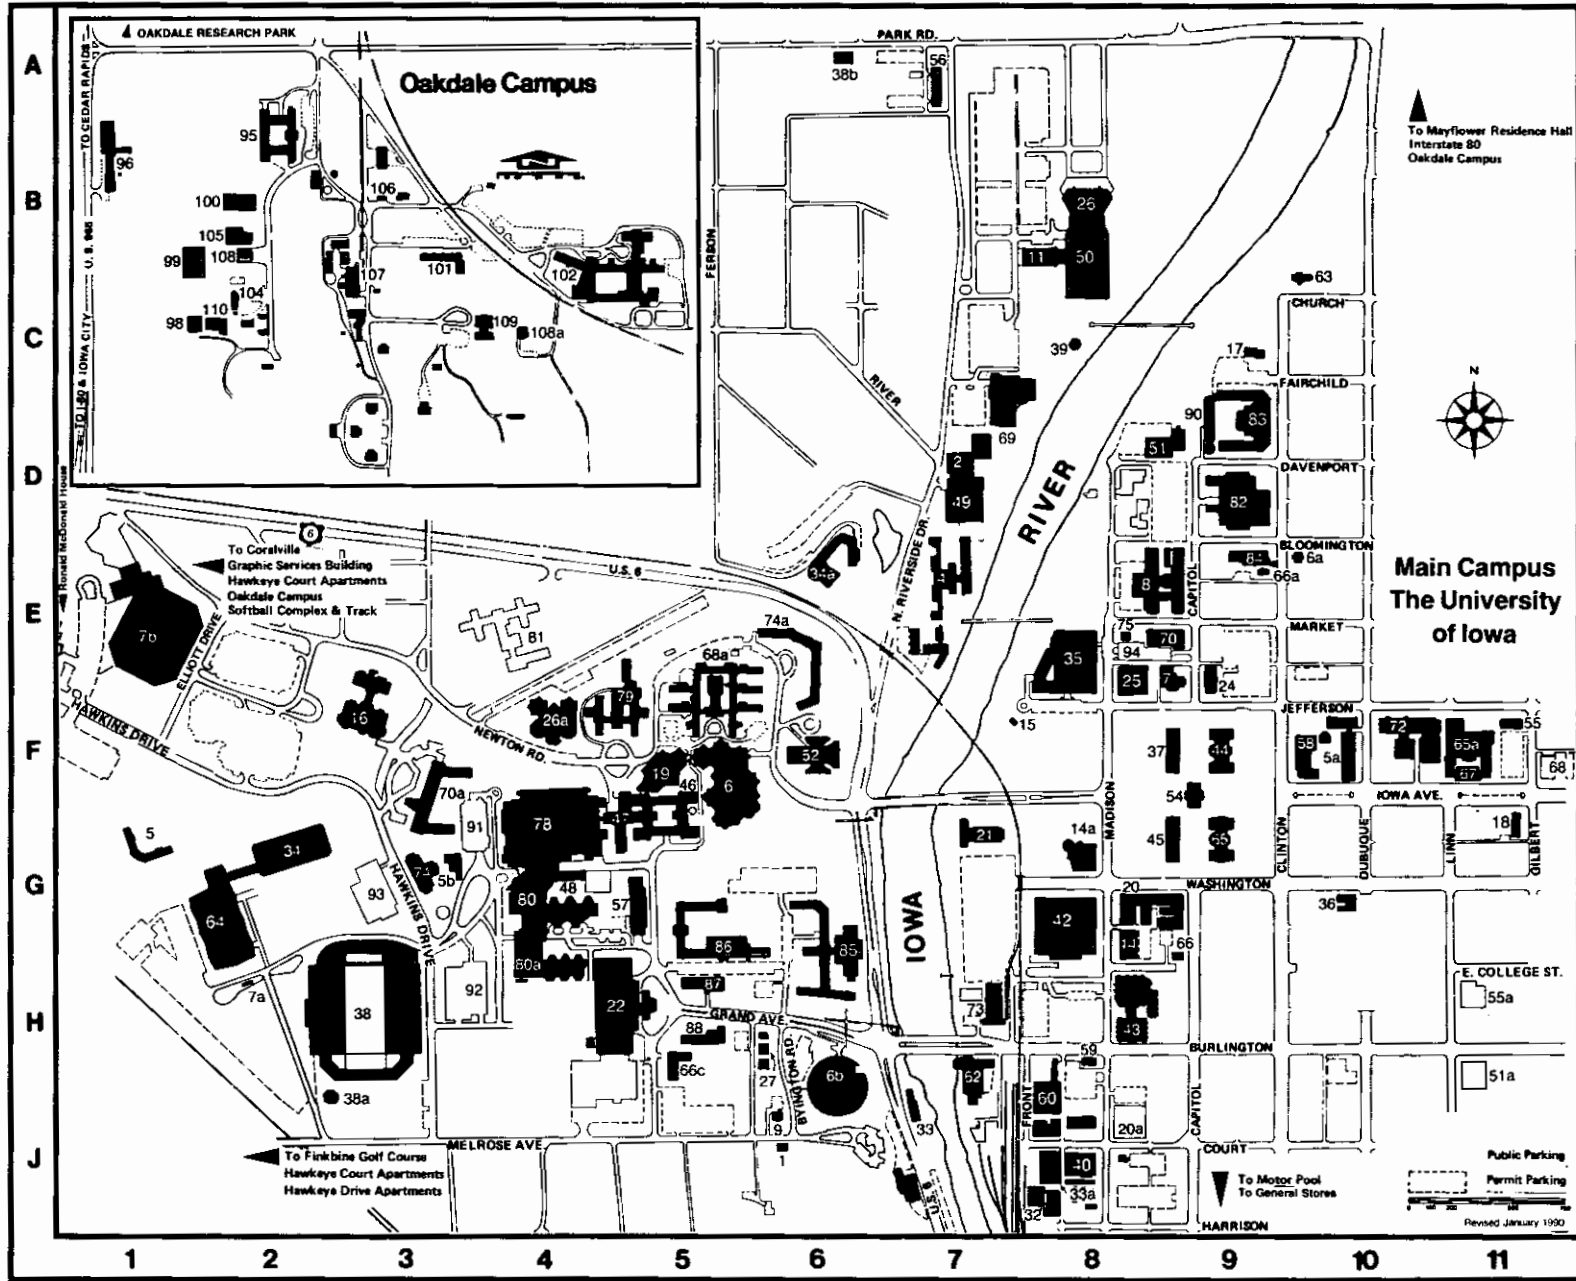 A
B
C
D
E
F
G
H
J
1
2
3
4
5
6
7
8
9
10
11
OAKDALE RESEARCH PARK
TO CEDAR RAPIDS
U.S. 965
TO I-80 & IOWA CITY
Oakdale Campus
95
96
100
106
105
108
99
107
101
102
104
110
98
109
108a
Ronald McDonald House
PARK RD.
38b
56
FERSON
26
50
11
63
CHURCH
39
17
FAIRCHILD
RIVER
69
90
83
51
DAVENPORT
2
49
82
RIVER
N. RIVERSIDE DR.
BLOOMINGTON
6a
66a
8
CAPITOL
34a
U.S. 6
6
To Mayflower Residence Hall
Interstate 80
Oakdale Campus
N
Main Campus
The University
of Iowa
To Coralville
Graphic Services Building
Hawkeye Court Apartments
Oakdale Campus
Softball Complex & Track
7b
ELLIOTT DRIVE
HAWKINS DRIVE
81
74a
68a
79
26a
16
NEWTON RD.
MARKET
75
70
94
35
25
7
24
JEFFERSON
15
52
19
46
6
37
44
58
5a
72
65a
67
55
68
IOWA AVE.
54
MADISON
CLINTON
DUBUQUE
LINN
GILBERT
18
70a
91
78
5
34
5b
93
HAWKINS DRIVE
64
48
80
57
21
14a
45
65
WASHINGTON
20
36
42
66
IOWA
86
85
80a
87
92
22
7a
38
73
43
E. COLLEGE ST.
55a
GRAND AVE.
88
66c
27
BYINGTON RD.
6b
BURLINGTON
59
62
60
FRONT
51a
38a
9
33
20a
CAPITOL
MELROSE AVE.
1
COURT
40
33a
32
U.S. 6
HARRISON
To Finkbine Golf Course
Hawkeye Court Apartments
Hawkeye Drive Apartments
To Motor Pool
To General Stores
Public Parking
Permit Parking
Revised January 1990